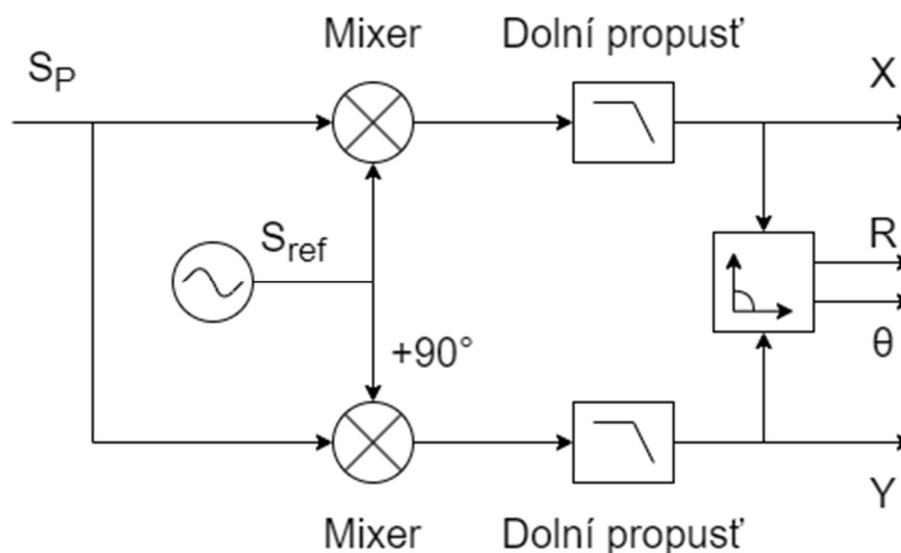 Mixer
Dolní propusť
S_P
X
S_ref
R
θ
+90°
Y
Mixer
Dolní propusť